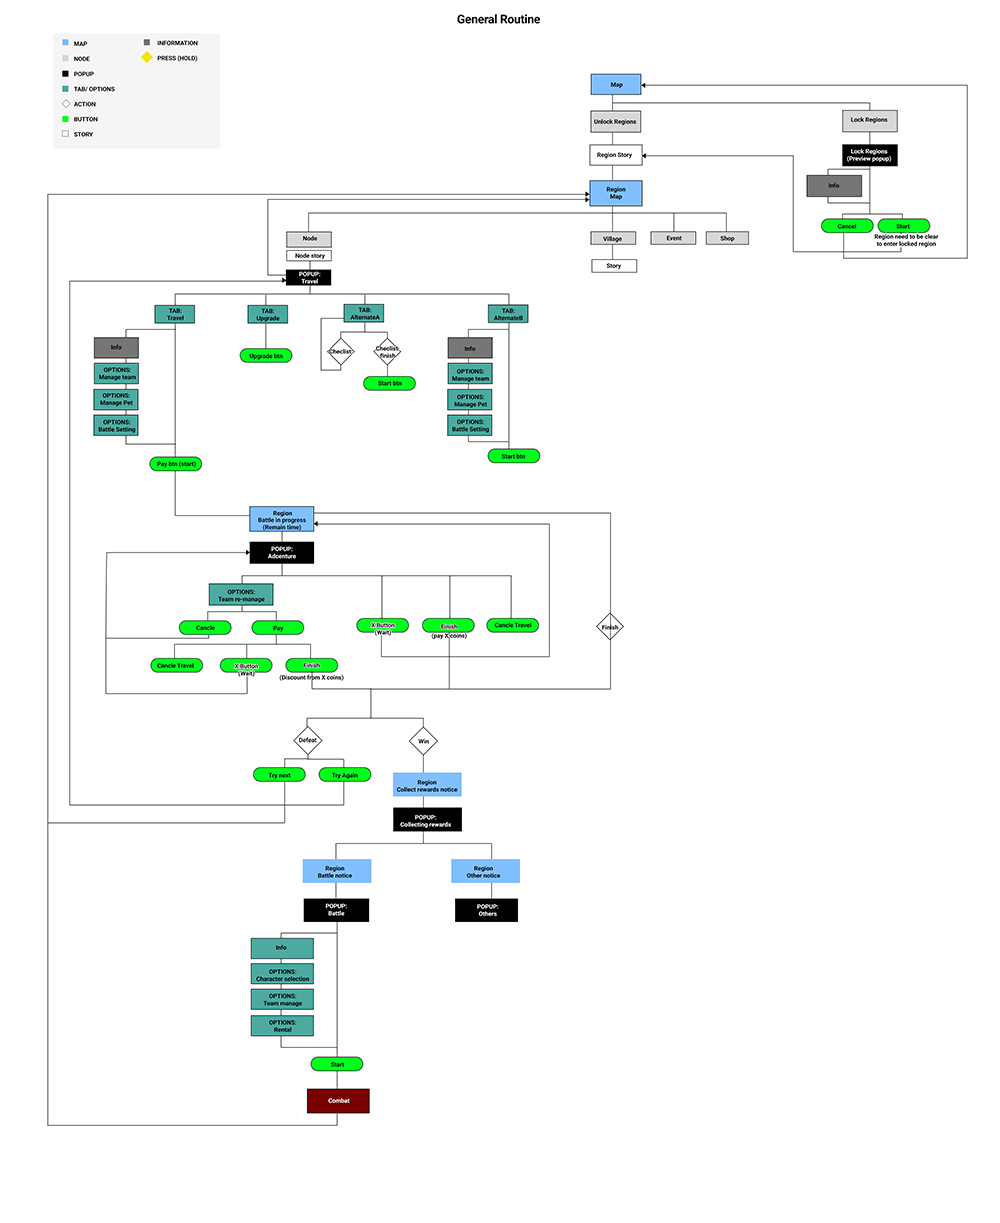 General Routine
MAP
NODE
POPUP
TAB/ OPTIONS
ACTION
BUTTON
STORY
INFORMATION
PRESS (HOLD)
Map
Unlock Regions
Lock Regions
Region Story
Lock Regions
(Preview popup)
Info
Region
Map
Cancel
Start
Region need to be clear
to enter locked region
Node
Village
Event
Shop
Node story
Story
POPUP:
Travel
TAB:
Travel
TAB:
Upgrade
TAB:
AlternateA
TAB:
AlternateB
Info
OPTIONS:
Manage team
OPTIONS:
Manage Pet
OPTIONS:
Battle Setting
Pay btn (start)
Upgrade btn
Checlist
Checlist
finish
Start btn
Info
OPTIONS:
Manage team
OPTIONS:
Manage Pet
OPTIONS:
Battle Setting
Start btn
Region
Battle in progress
(Remain time)
POPUP:
Adcenture
OPTIONS:
Team re-manage
Cancle
Pay
X Button
(Wait)
Finish
(pay X coins)
Cancle Travel
Finish
Cancle Travel
X Button
(Wait)
Finish
(Discount from X coins)
Defeat
Win
Try next
Try Again
Region
Collect rewards notice
POPUP:
Collecting rewards
Region
Battle notice
Region
Other notice
POPUP:
Battle
POPUP:
Others
Info
OPTIONS:
Character selection
OPTIONS:
Team manage
OPTIONS:
Rental
Start
Combat